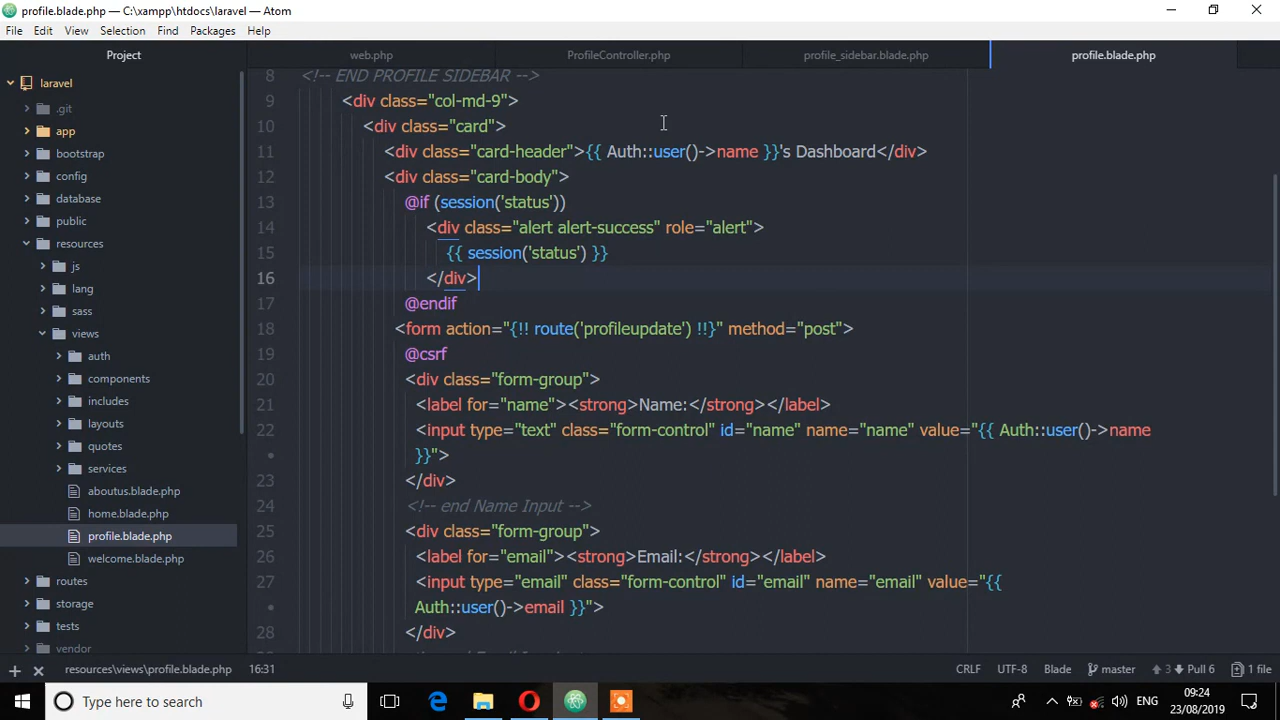 profile.blade.php — C:\xampp\htdocs\laravel — Atom
File Edit View Selection Find Packages Help
Project
web.php
ProfileController.php
profile_sidebar.blade.php
profile.blade.php
laravel
.git
app
bootstrap
config
database
public
resources
js
lang
sass
views
auth
components
includes
layouts
quotes
services
aboutus.blade.php
home.blade.php
profile.blade.php
welcome.blade.php
routes
storage
tests
vendor
8 <!-- END PROFILE SIDEBAR -->
9 <div class="col-md-9">
10 <div class="card">
11 <div class="card-header">{{ Auth::user()->name }}'s Dashboard</div>
12 <div class="card-body">
13 @if (session('status'))
14 <div class="alert alert-success" role="alert">
15 {{ session('status') }}
16 </div>
17 @endif
18 <form action="{!! route('profileupdate') !!}" method="post">
19 @csrf
20 <div class="form-group">
21 <label for="name"><strong>Name:</strong></label>
22 <input type="text" class="form-control" id="name" name="name" value="{{ Auth::user()->name
• }}">
23 </div>
24 <!-- end Name Input -->
25 <div class="form-group">
26 <label for="email"><strong>Email:</strong></label>
27 <input type="email" class="form-control" id="email" name="email" value="{{
• Auth::user()->email }}">
28 </div>
resources\views\profile.blade.php 16:31
CRLF UTF-8 Blade master 3 Pull 6 1 file
Type here to search
ENG
09:24
23/08/2019